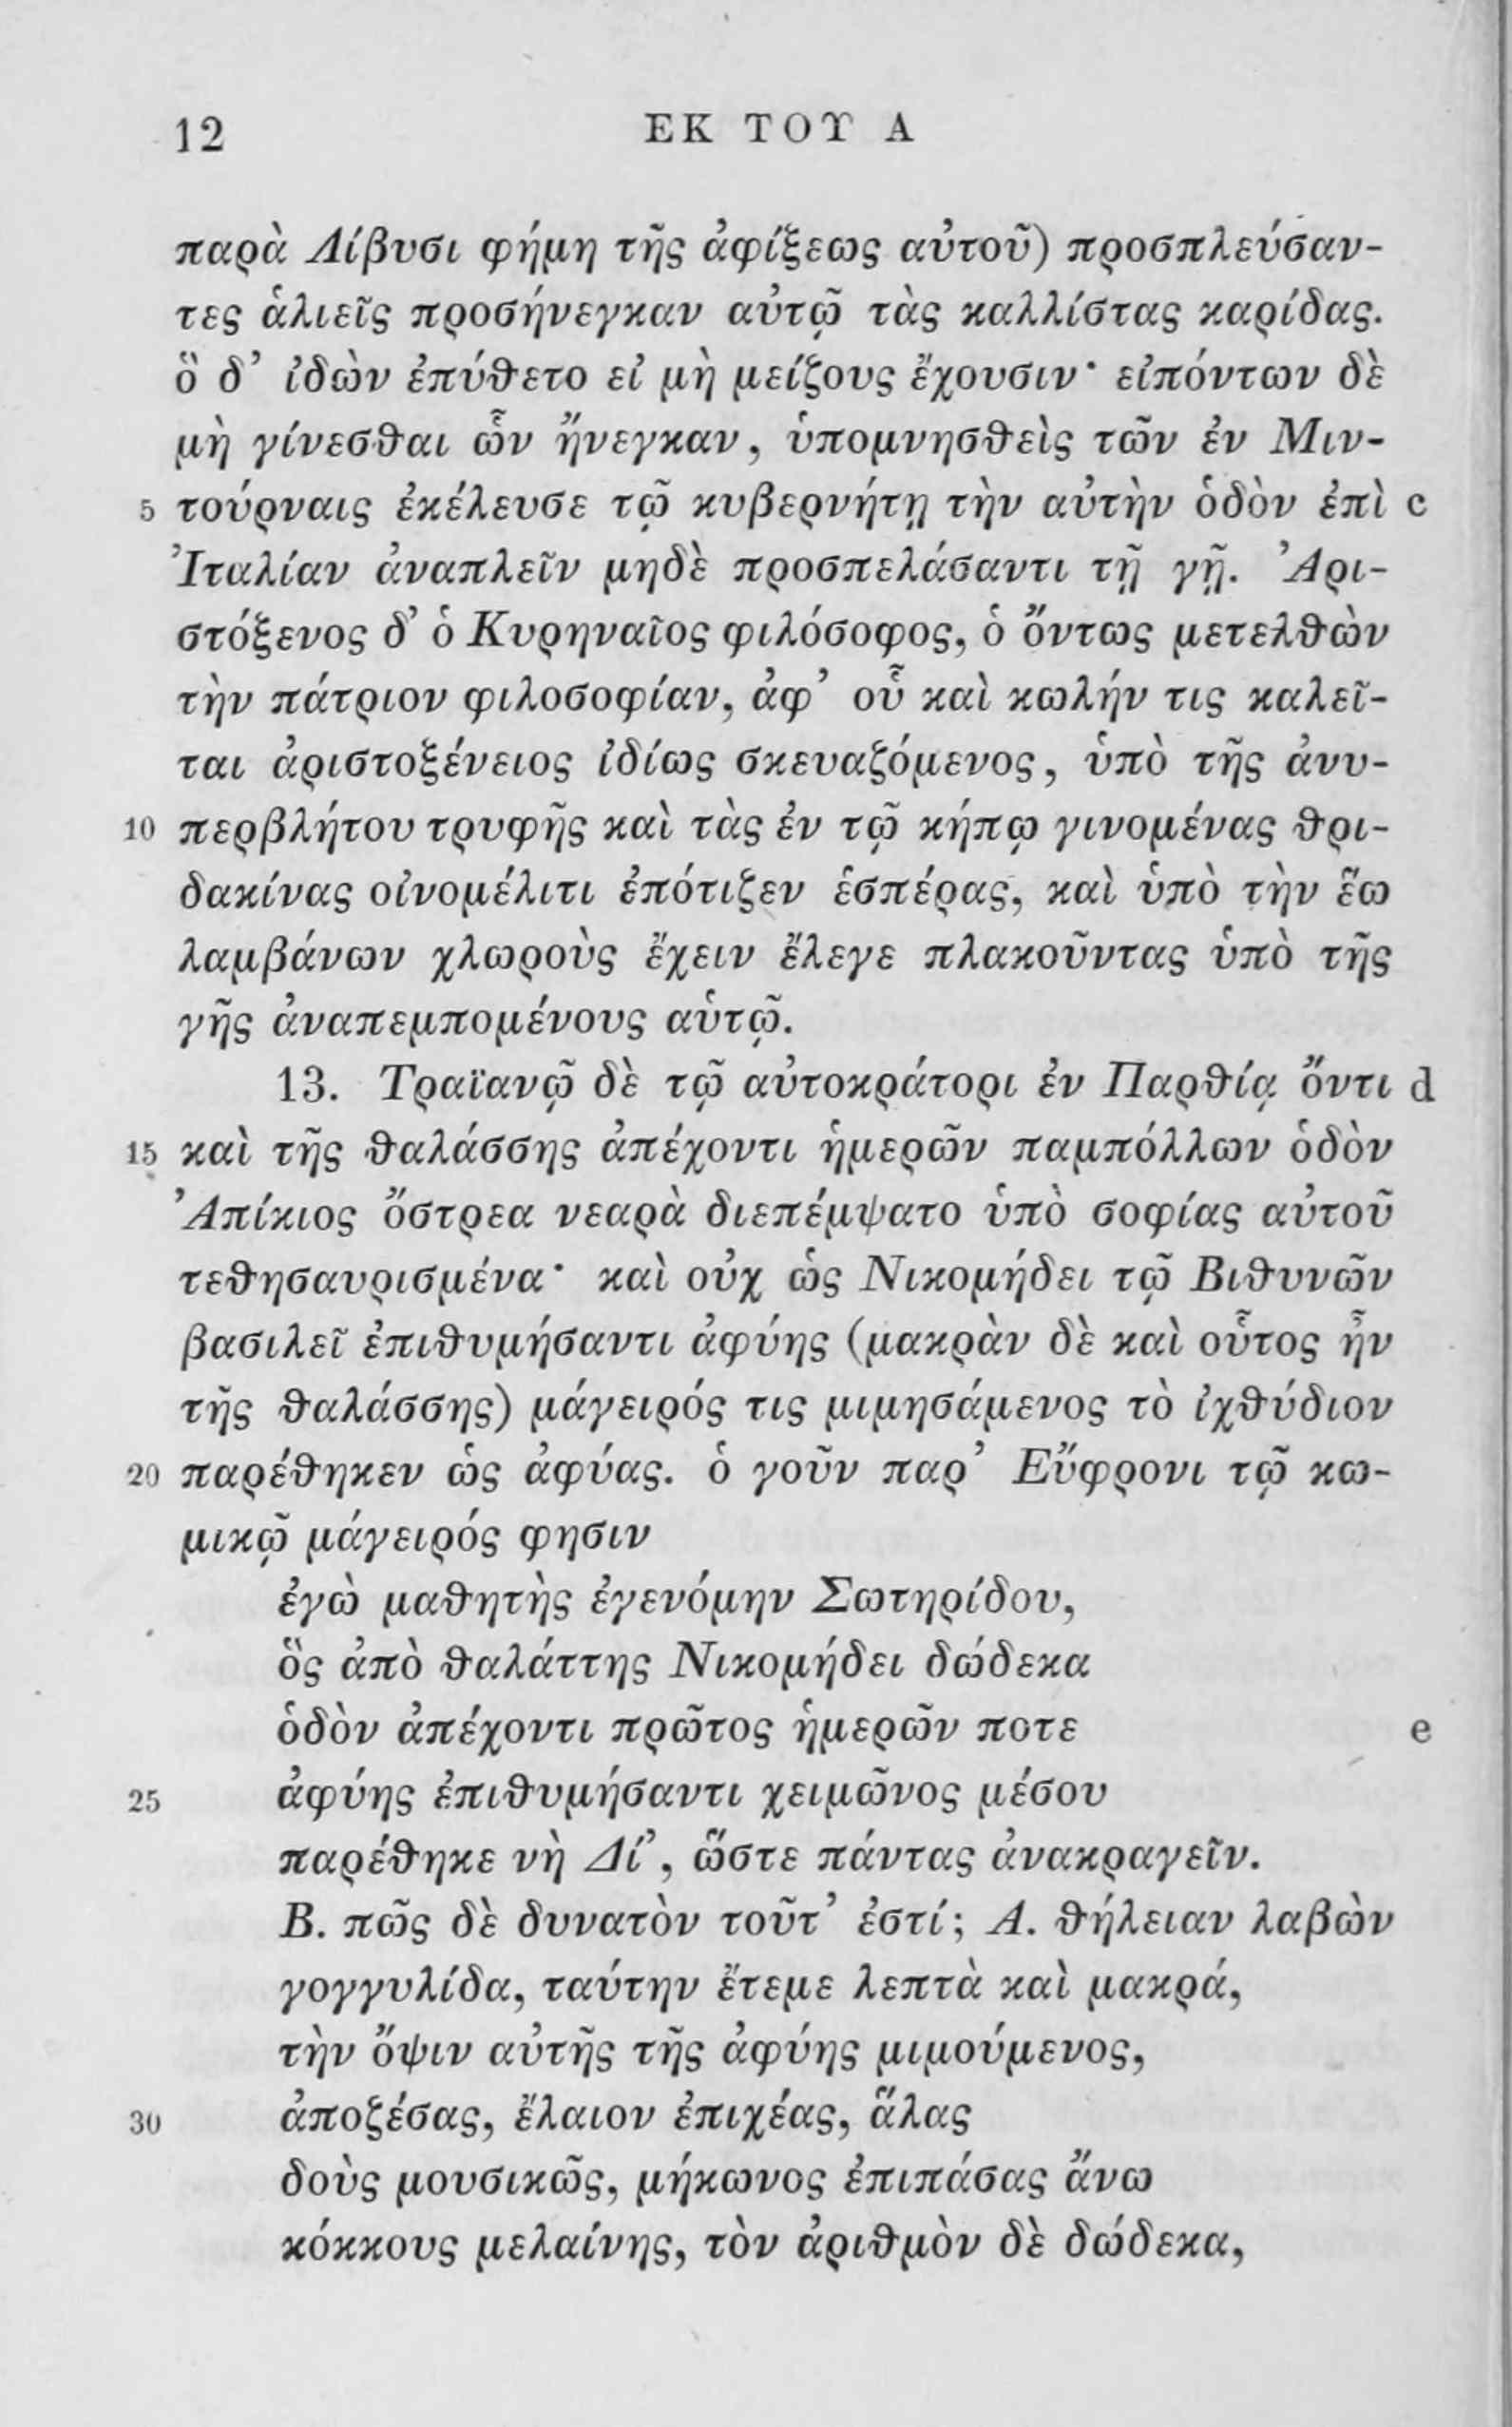 12 ΕΚ ΤΟΥ Α
παρὰ Λίβυσι φήμη τῆς ἀφίξεως αὐτοῦ) προσπλεύσαν-
τες ἁλιεῖς προσήνεγκαν αὐτῷ τὰς καλλίστας καρίδας.
ὃ δ’ ἰδὼν ἐπύθετο εἰ μὴ μείζους ἔχουσιν· εἰπόντων δὲ
μὴ γίνεσθαι ὧν ἤνεγκαν, ὑπομνησθεὶς τῶν ἐν Μιν-
5 τούρναις ἐκέλευσε τῷ κυβερνήτῃ τὴν αὐτὴν ὁδὸν ἐπὶ c
Ἰταλίαν ἀναπλεῖν μηδὲ προσπελάσαντι τῇ γῇ. Ἀρι-
στόξενος δ’ ὁ Κυρηναῖος φιλόσοφος, ὁ ὄντως μετελθὼν
τὴν πάτριον φιλοσοφίαν, ἀφ’ οὗ καὶ κωλήν τις καλεῖ-
ται ἀριστοξένειος ἰδίως σκευαζόμενος, ὑπὸ τῆς ἀνυ-
10 περβλήτου τρυφῆς καὶ τὰς ἐν τῷ κήπῳ γινομένας θρι-
δακίνας οἰνομέλιτι ἐπότιζεν ἑσπέρας, καὶ ὑπὸ τὴν ἕω
λαμβάνων χλωροὺς ἔχειν ἔλεγε πλακοῦντας ὑπὸ τῆς
γῆς ἀναπεμπομένους αὑτῷ.
13. Τραϊανῷ δὲ τῷ αὐτοκράτορι ἐν Παρθίᾳ ὄντι d
15 καὶ τῆς θαλάσσης ἀπέχοντι ἡμερῶν παμπόλλων ὁδὸν
Ἀπίκιος ὄστρεα νεαρὰ διεπέμψατο ὑπὸ σοφίας αὐτοῦ
τεθησαυρισμένα· καὶ οὐχ ὡς Νικομήδει τῷ Βιθυνῶν
βασιλεῖ ἐπιθυμήσαντι ἀφύης (μακρὰν δὲ καὶ οὗτος ἦν
τῆς θαλάσσης) μάγειρός τις μιμησάμενος τὸ ἰχθύδιον
20 παρέθηκεν ὡς ἀφύας. ὁ γοῦν παρ’ Εὔφρονι τῷ κω-
μικῷ μάγειρός φησιν
ἐγὼ μαθητὴς ἐγενόμην Σωτηρίδου,
ὃς ἀπὸ θαλάττης Νικομήδει δώδεκα
ὁδὸν ἀπέχοντι πρῶτος ἡμερῶν ποτε e
25 ἀφύης ἐπιθυμήσαντι χειμῶνος μέσου
παρέθηκε νὴ Δί’, ὥστε πάντας ἀνακραγεῖν.
Β. πῶς δὲ δυνατὸν τοῦτ’ ἐστί; Α. θήλειαν λαβὼν
γογγυλίδα, ταύτην ἔτεμε λεπτὰ καὶ μακρά,
τὴν ὄψιν αὐτῆς τῆς ἀφύης μιμούμενος,
30 ἀποζέσας, ἔλαιον ἐπιχέας, ἅλας
δοὺς μουσικῶς, μήκωνος ἐπιπάσας ἄνω
κόκκους μελαίνης, τὸν ἀριθμὸν δὲ δώδεκα,